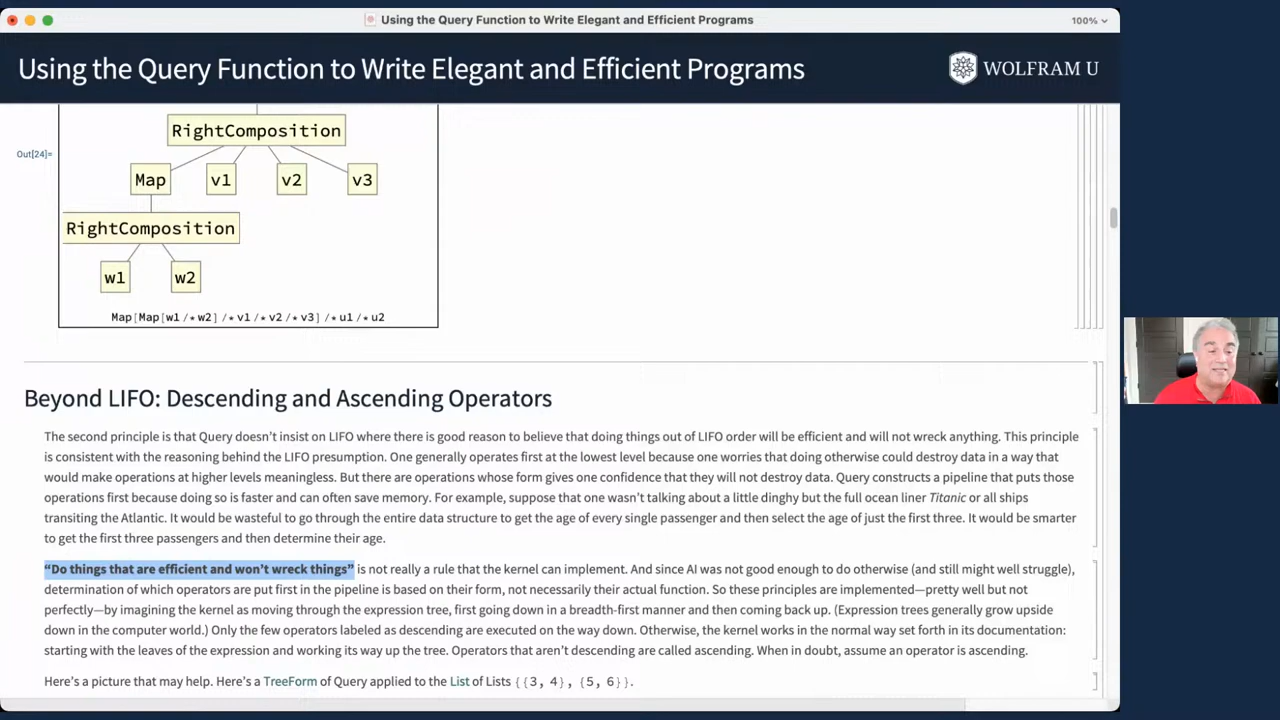 Using the Query Function to Write Elegant and Efficient Programs
100%
Using the Query Function to Write Elegant and Efficient Programs
WOLFRAM U
RightComposition
Out[24]=
Map v1 v2 v3
RightComposition
w1 w2
Map[Map[w1 /* w2] /* v1 /* v2 /* v3] /* u1 /* u2
Beyond LIFO: Descending and Ascending Operators
The second principle is that Query doesn't insist on LIFO where there is good reason to believe that doing things out of LIFO order will be efficient and will not wreck anything. This principle
is consistent with the reasoning behind the LIFO presumption. One generally operates first at the lowest level because one worries that doing otherwise could destroy data in a way that
would make operations at higher levels meaningless. But there are operations whose form gives one confidence that they will not destroy data. Query constructs a pipeline that puts those
operations first because doing so is faster and can often save memory. For example, suppose that one wasn't talking about a little dinghy but the full ocean liner Titanic or all ships
transiting the Atlantic. It would be wasteful to go through the entire data structure to get the age of every single passenger and then select the age of just the first three. It would be smarter
to get the first three passengers and then determine their age.
“Do things that are efficient and won't wreck things” is not really a rule that the kernel can implement. And since AI was not good enough to do otherwise (and still might well struggle),
determination of which operators are put first in the pipeline is based on their form, not necessarily their actual function. So these principles are implemented—pretty well but not
perfectly—by imagining the kernel as moving through the expression tree, first going down in a breadth-first manner and then coming back up. (Expression trees generally grow upside
down in the computer world.) Only the few operators labeled as descending are executed on the way down. Otherwise, the kernel works in the normal way set forth in its documentation:
starting with the leaves of the expression and working its way up the tree. Operators that aren't descending are called ascending. When in doubt, assume an operator is ascending.
Here's a picture that may help. Here's a TreeForm of Query applied to the List of Lists {{3, 4}, {5, 6}}.